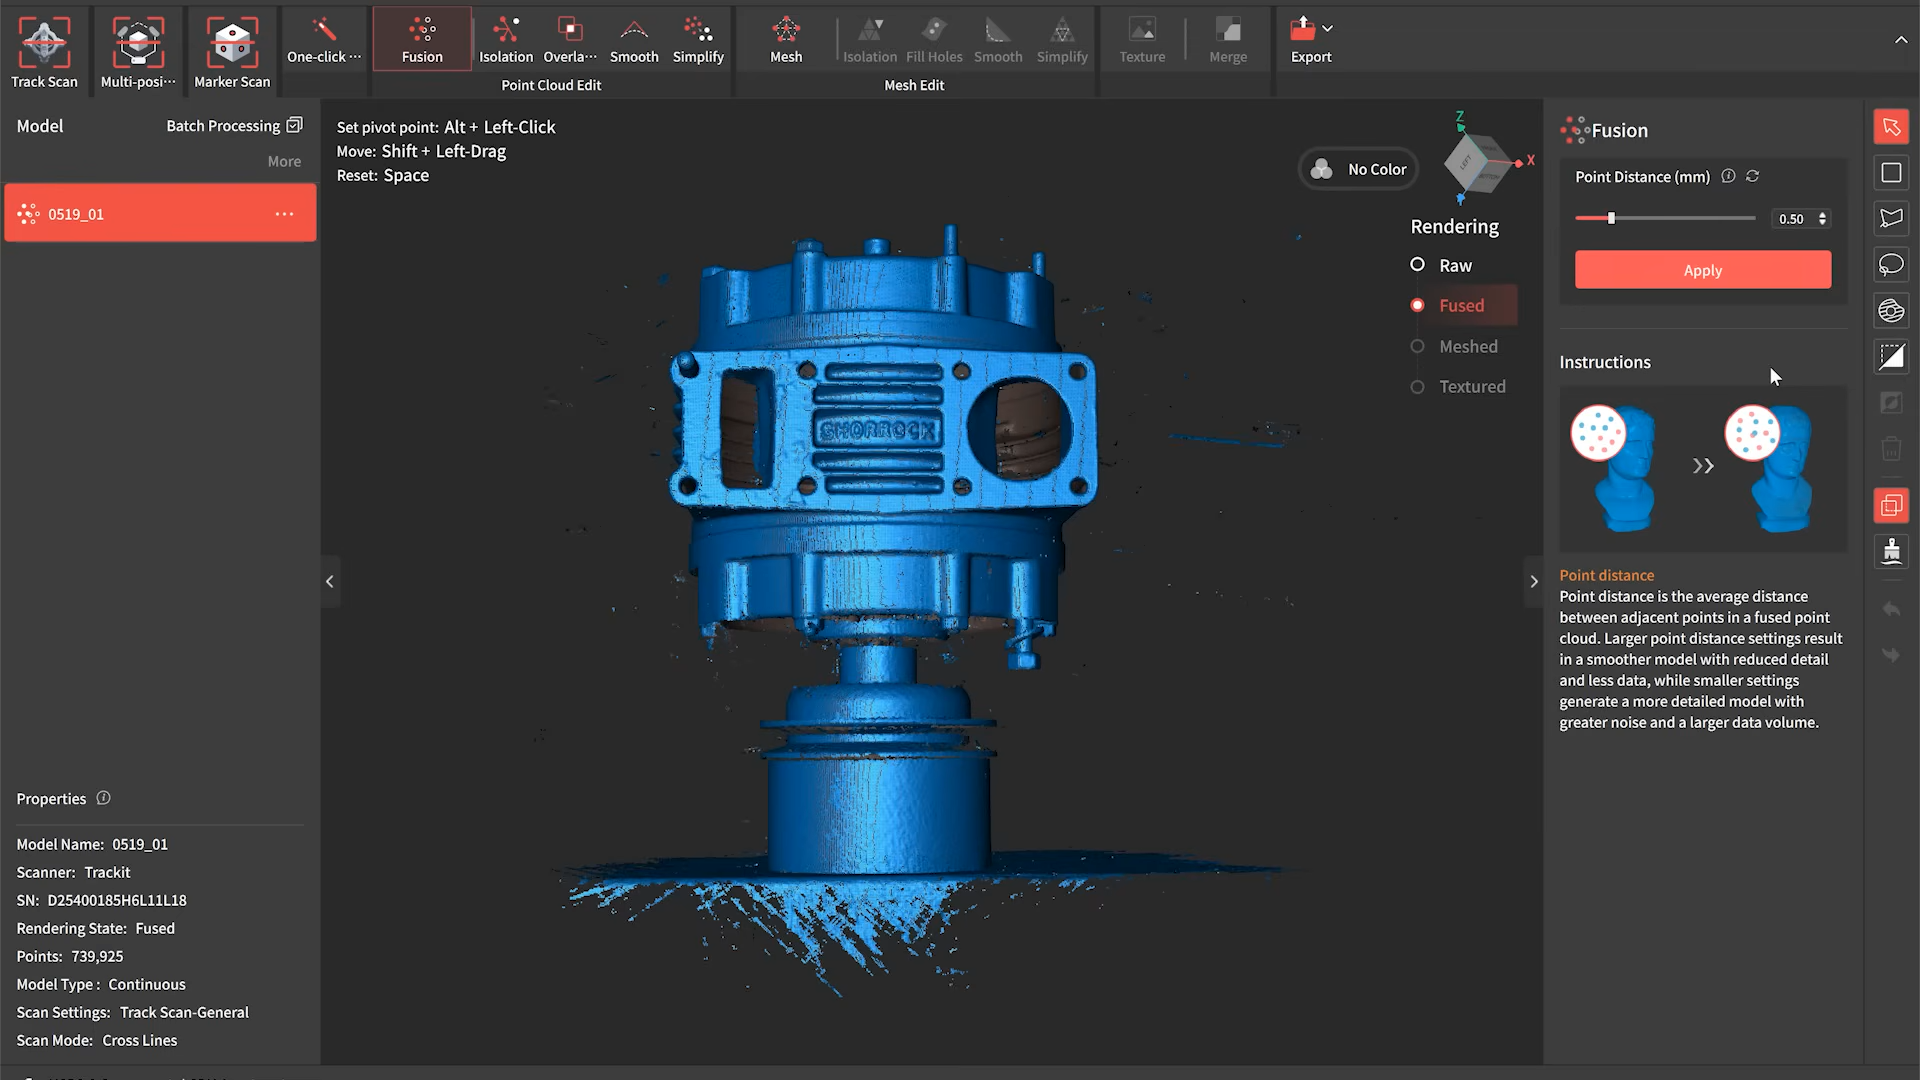 Track Scan
Multi-posi···
Marker Scan
One-click ···
Fusion
Isolation
Overla···
Smooth
Simplify
Point Cloud Edit
Mesh
Isolation
Fill Holes
Smooth
Simplify
Mesh Edit
Texture
Merge
Export
Model
Batch Processing
More
0519_01
Properties
Model Name: 0519_01
Scanner: Trackit
SN: D25400185H6L11L18
Rendering State: Fused
Points: 739,925
Model Type : Continuous
Scan Settings: Track Scan-General
Scan Mode: Cross Lines
Set pivot point: Alt + Left-Click
Move: Shift + Left-Drag
Reset: Space
SHORROCK
No Color
Z
X
LEFT
BOTTOM
Rendering
Raw
Fused
Meshed
Textured
Fusion
Point Distance (mm)
0.50
Apply
Instructions
Point distance
Point distance is the average distance
between adjacent points in a fused point
cloud. Larger point distance settings result
in a smoother model with reduced detail
and less data, while smaller settings
generate a more detailed model with
greater noise and a larger data volume.